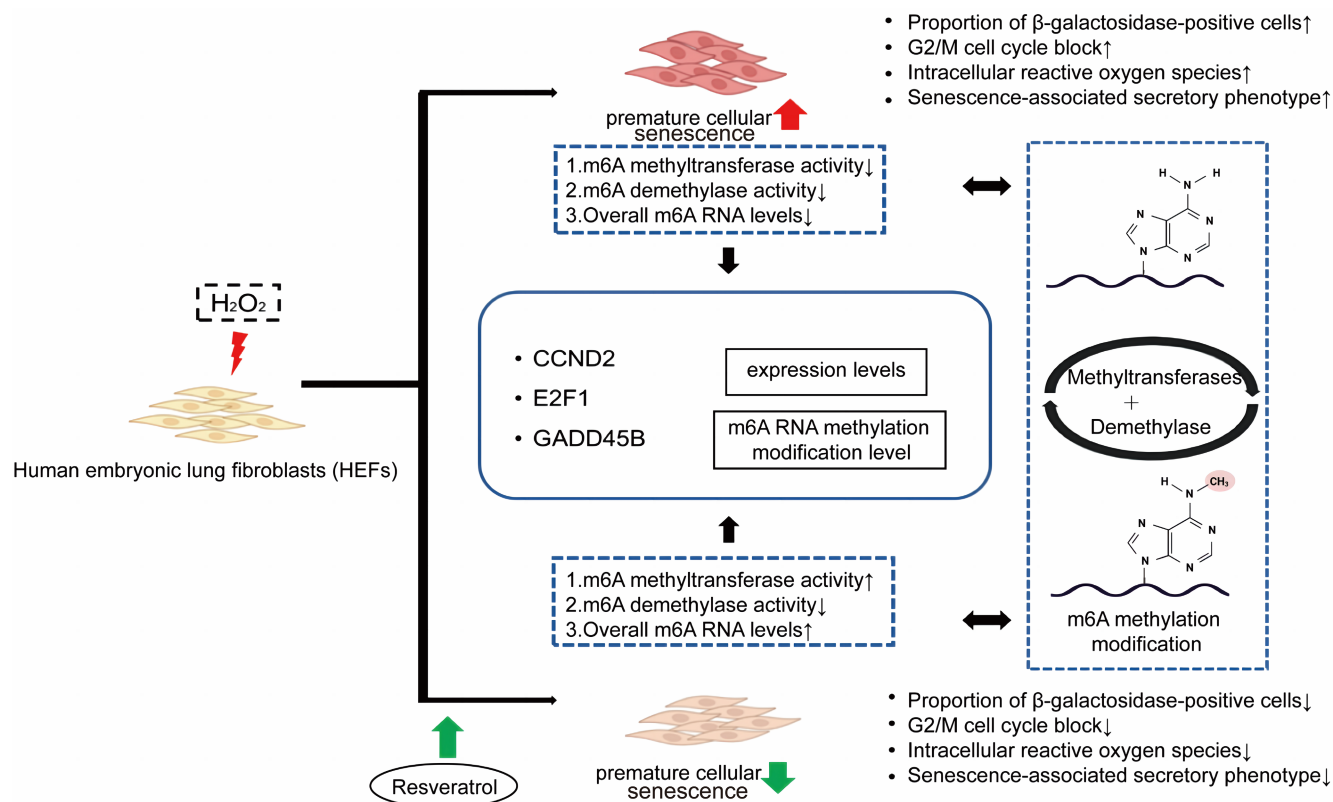 • Proportion of β-galactosidase-positive cells↑
• G2/M cell cycle block↑
• Intracellular reactive oxygen species↑
• Senescence-associated secretory phenotype↑
premature cellular
senescence
1.m6A methyltransferase activity↓
2.m6A demethylase activity↓
3.Overall m6A RNA levels↓
H H
N
N N
N N
H₂O₂
Human embryonic lung fibroblasts (HEFs)
• CCND2
• E2F1
• GADD45B
expression levels
m6A RNA methylation
modification level
Methyltransferases
+
Demethylase
H CH₃
N
N N
N N
m6A methylation
modification
1.m6A methyltransferase activity↑
2.m6A demethylase activity↓
3.Overall m6A RNA levels↑
Resveratrol
premature cellular
senescence
• Proportion of β-galactosidase-positive cells↓
• G2/M cell cycle block↓
• Intracellular reactive oxygen species↓
• Senescence-associated secretory phenotype↓